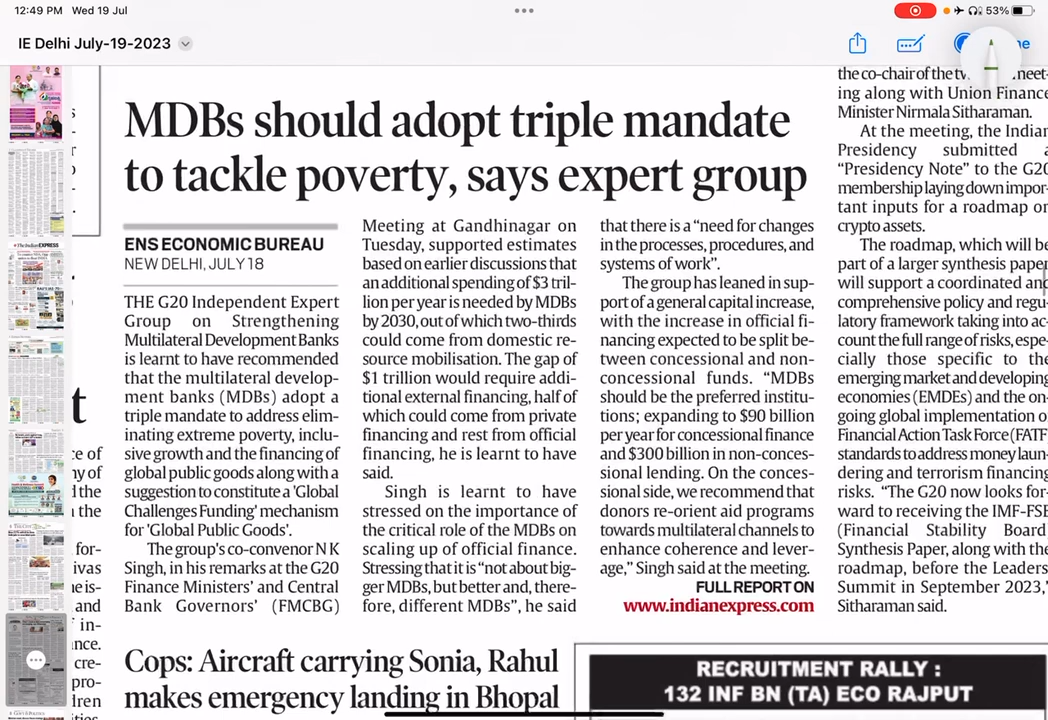 12:49 PM Wed 19 Jul
53%
IE Delhi July-19-2023
MDBs should adopt triple mandate
to tackle poverty, says expert group
ENS ECONOMIC BUREAU
NEW DELHI, JULY 18
THE G20 Independent Expert
Group on Strengthening
Multilateral Development Banks
is learnt to have recommended
that the multilateral develop-
ment banks (MDBs) adopt a
triple mandate to address elim-
inating extreme poverty, inclu-
sive growth and the financing of
global public goods along with a
suggestion to constitute a 'Global
Challenges Funding' mechanism
for 'Global Public Goods'.
The group's co-convenor N K
Singh, in his remarks at the G20
Finance Ministers' and Central
Bank Governors' (FMCBG)
Meeting at Gandhinagar on
Tuesday, supported estimates
based on earlier discussions that
an additional spending of $3 tril-
lion per year is needed by MDBs
by 2030, out of which two-thirds
could come from domestic re-
source mobilisation. The gap of
$1 trillion would require addi-
tional external financing, half of
which could come from private
financing and rest from official
financing, he is learnt to have
said.
Singh is learnt to have
stressed on the importance of
the critical role of the MDBs on
scaling up of official finance.
Stressing that it is “not about big-
ger MDBs, but better and, there-
fore, different MDBs”, he said
that there is a “need for changes
in the processes, procedures, and
systems of work”.
The group has leaned in sup-
port of a general capital increase,
with the increase in official fi-
nancing expected to be split be-
tween concessional and non-
concessional funds. “MDBs
should be the preferred institu-
tions; expanding to $90 billion
per year for concessional finance
and $300 billion in non-conces-
sional lending. On the conces-
sional side, we recommend that
donors re-orient aid programs
towards multilateral channels to
enhance coherence and lever-
age,” Singh said at the meeting.
FULL REPORT ON
www.indianexpress.com
the co-chair of the
ing along with Union Finance
Minister Nirmala Sitharaman.
At the meeting, the Indian
Presidency submitted a
“Presidency Note” to the G20
membership laying down impor-
tant inputs for a roadmap on
crypto assets.
The roadmap, which will be
part of a larger synthesis paper
will support a coordinated and
comprehensive policy and regu-
latory framework taking into ac-
count the full range of risks, espe-
cially those specific to the
emerging market and developing
economies (EMDEs) and the on-
going global implementation o
Financial Action Task Force (FATF
standards to address money laun-
dering and terrorism financing
risks. “The G20 now looks for-
ward to receiving the IMF-FSB
(Financial Stability Board
Synthesis Paper, along with the
roadmap, before the Leaders
Summit in September 2023,”
Sitharaman said.
Cops: Aircraft carrying Sonia, Rahul
makes emergency landing in Bhopal
RECRUITMENT RALLY :
132 INF BN (TA) ECO RAJPUT